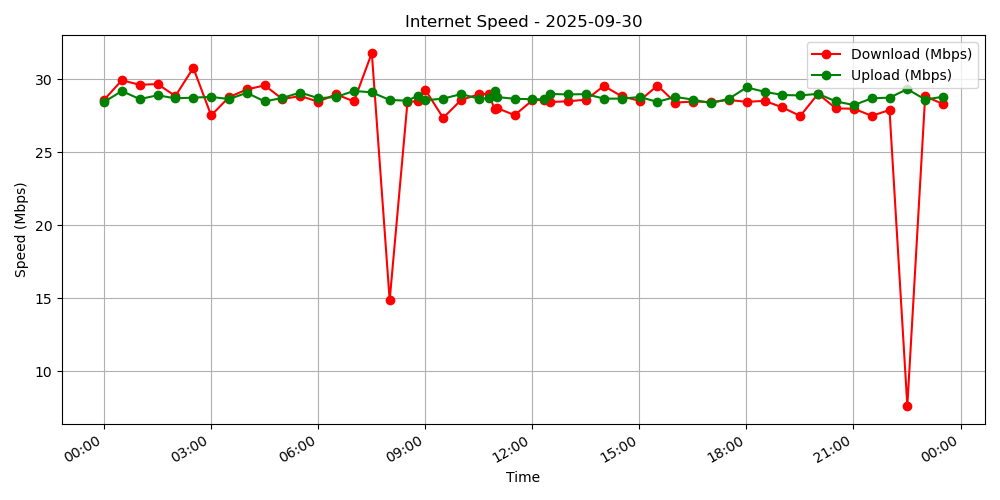 Internet Speed - 2025-09-30
Download (Mbps)
Upload (Mbps)
Speed (Mbps)
30
25
20
15
10
00:00
03:00
06:00
09:00
12:00
15:00
18:00
21:00
00:00
Time